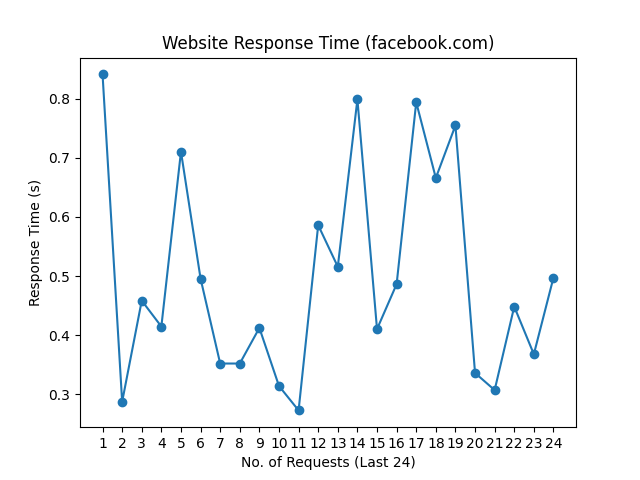 Website Response Time (facebook.com)
Response Time (s)
0.8
0.7
0.6
0.5
0.4
0.3
1 2 3 4 5 6 7 8 9 10 11 12 13 14 15 16 17 18 19 20 21 22 23 24
No. of Requests (Last 24)